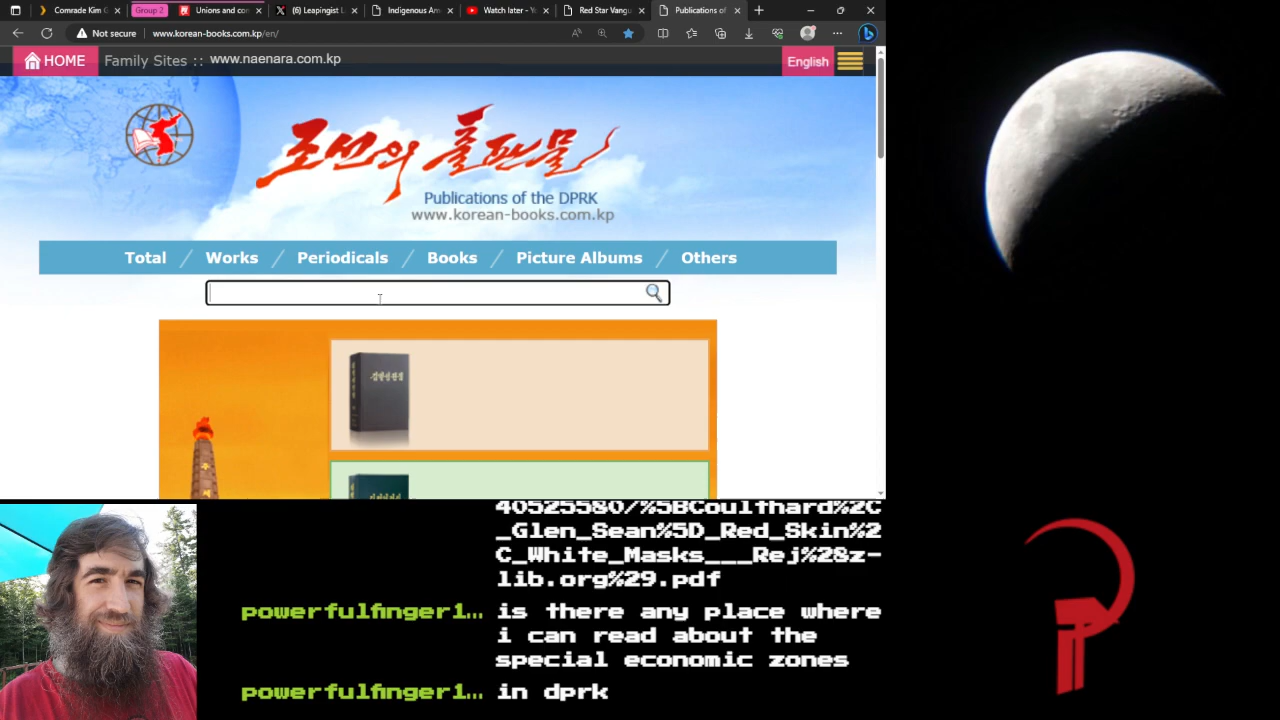 Comrade Kim G
Group 2
Unions and con
(6) Leapingist L
Indigenous Am
Watch later - Y
Red Star Vangu
Publications of
Not secure
www.korean-books.com.kp/en/
HOME
Family Sites :: www.naenara.com.kp
English
조선의 출판물
Publications of the DPRK
www.korean-books.com.kp
Total / Works / Periodicals / Books / Picture Albums / Others
40525580/%5BCoulthard%2C
_Glen_Sean%5D_Red_Skin%2
C_White_Masks___Rej%28z-
lib.org%29.pdf
powerfulfinger1... is there any place where
i can read about the
special economic zones
powerfulfinger1... in dprk